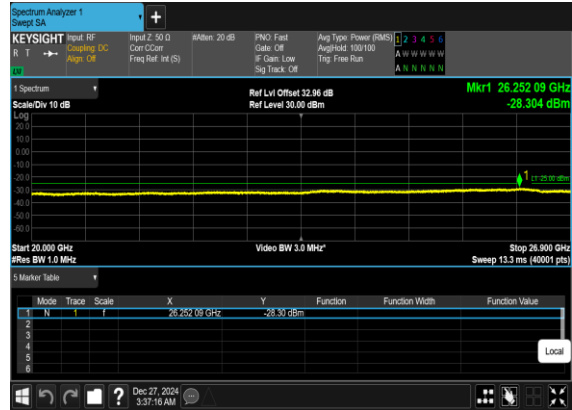 Spectrum Analyzer 1
Swept SA
KEYSIGHT Input: RF Input Z: 50 Ω #Atten: 20 dB PNO: Fast Avg Type: Power (RMS) 1 2 3 4 5 6
R T Coupling: DC Corr CCorr Gate: Off Avg|Hold: 100/100 A W W W W W
Align: Off Freq Ref: Int (S) IF Gain: Low Trig: Free Run
Sig Track: Off A N N N N N
1 Spectrum Ref Lvl Offset 32.96 dB Mkr1 26.252 09 GHz
Scale/Div 10 dB Ref Level 30.00 dBm -28.304 dBm
Log
20.0
10.0
0.00
-10.0
-20.0
-30.0
-40.0
-50.0
-60.0
1
Start 20.000 GHz Video BW 3.0 MHz* Stop 26.900 GHz
#Res BW 1.0 MHz Sweep 13.3 ms (40001 pts)
5 Marker Table
Mode Trace Scale X Y Function Function Width Function Value
1 N 1 f 26.252 09 GHz -28.30 dBm
2
3
4
5
6
Local
? Dec 27, 2024
3:37:16 AM